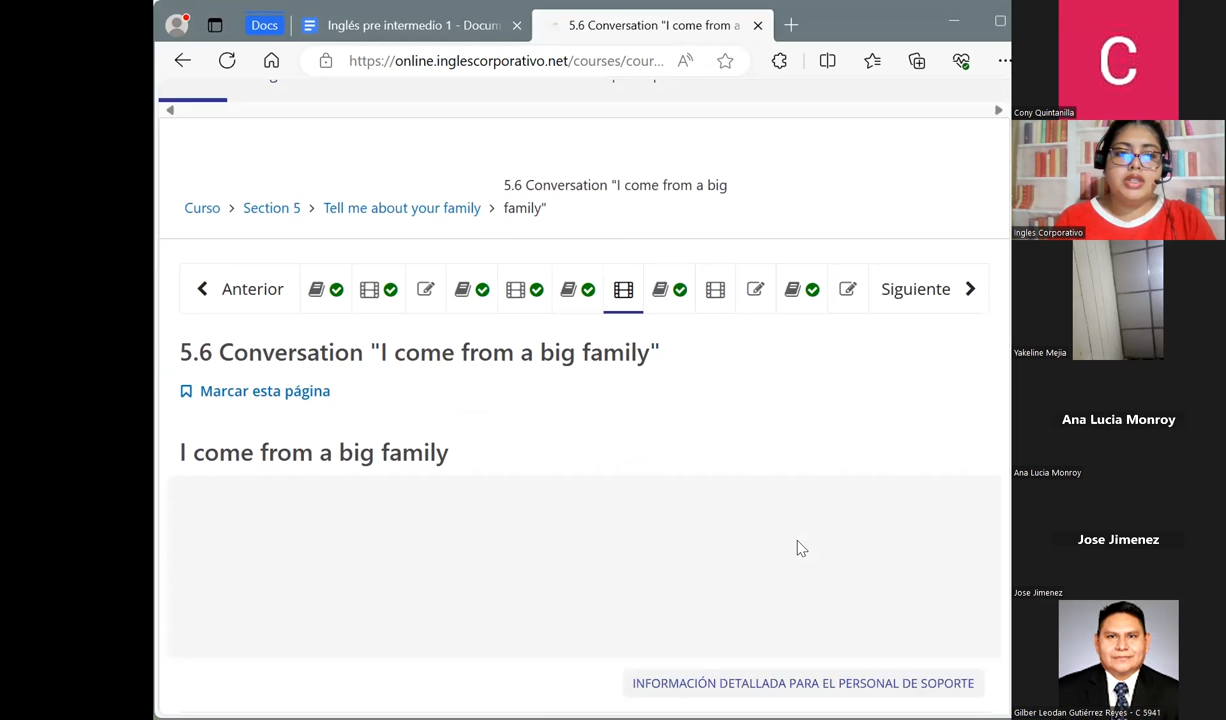 Docs
Inglés pre intermedio 1 - Docum
5.6 Conversation "I come from a
https://online.inglescorporativo.net/courses/cour...
5.6 Conversation "I come from a big
family"
Curso > Section 5 > Tell me about your family >
Anterior
Siguiente
5.6 Conversation "I come from a big family"
Marcar esta página
I come from a big family
INFORMACIÓN DETALLADA PARA EL PERSONAL DE SOPORTE
C
Cony Quintanilla
Ingles Corporativo
Yakeline Mejia
Ana Lucia Monroy
Ana Lucia Monroy
Jose Jimenez
Jose Jimenez
Gilber Leodan Gutiérrez Reyes - C 5941